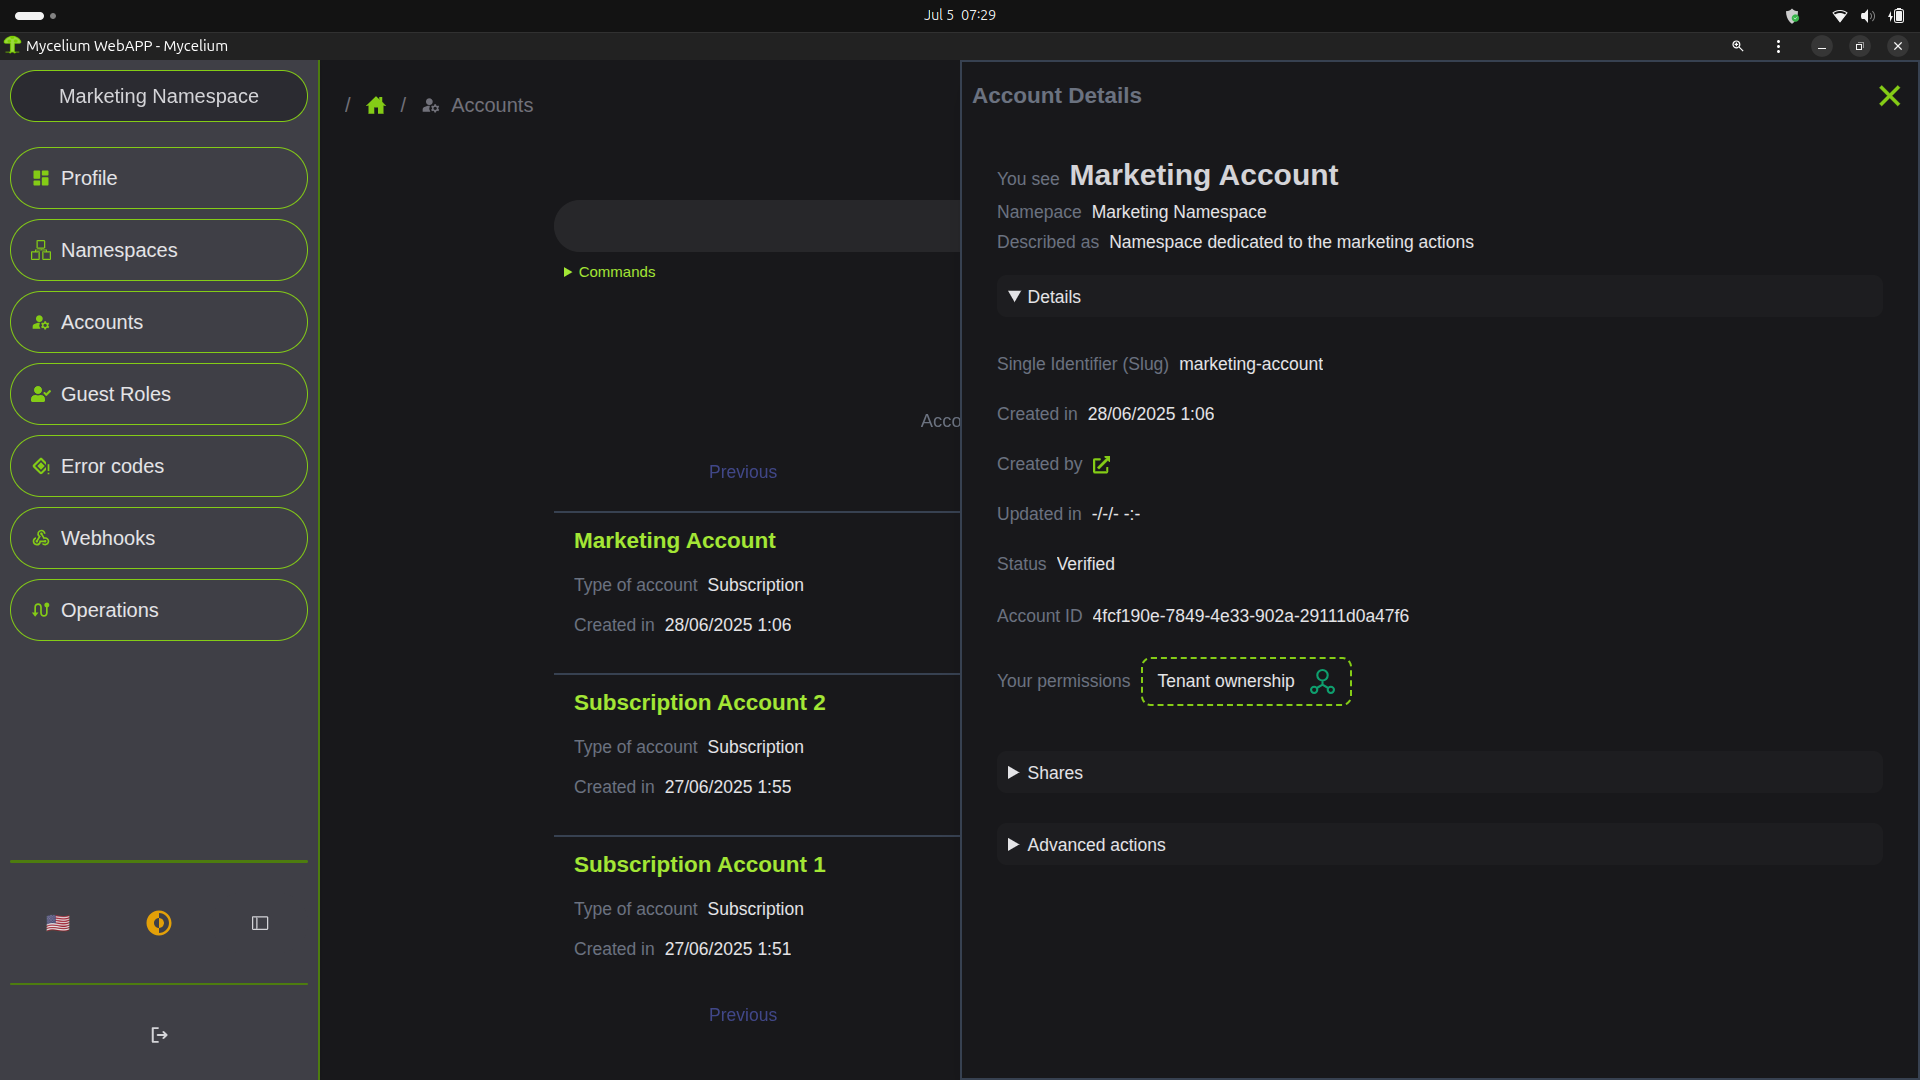 Jul 5 07:29
Mycelium WebAPP - Mycelium
Marketing Namespace
Profile
Namespaces
Accounts
Guest Roles
Error codes
Webhooks
Operations
/ / Accounts
Commands
Acco
Previous
Marketing Account
Type of account Subscription
Created in 28/06/2025 1:06
Subscription Account 2
Type of account Subscription
Created in 27/06/2025 1:55
Subscription Account 1
Type of account Subscription
Created in 27/06/2025 1:51
Previous
Account Details
You see Marketing Account
Namepace Marketing Namespace
Described as Namespace dedicated to the marketing actions
Details
Single Identifier (Slug) marketing-account
Created in 28/06/2025 1:06
Created by
Updated in -/-/- -:-
Status Verified
Account ID 4fcf190e-7849-4e33-902a-29111d0a47f6
Your permissions Tenant ownership
Shares
Advanced actions